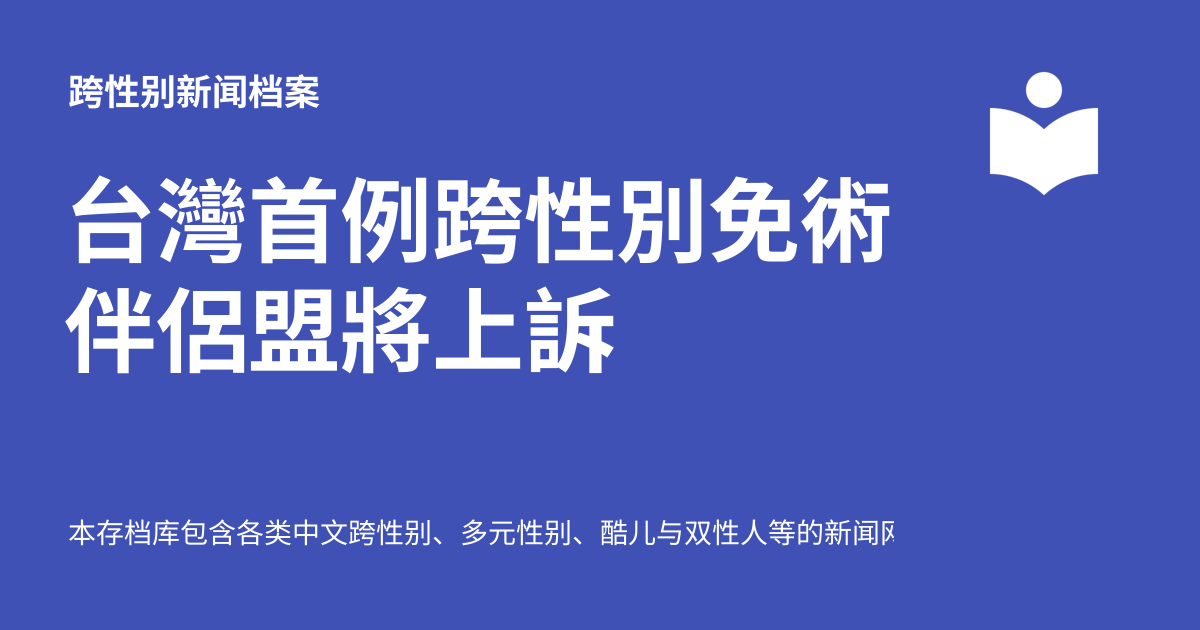 跨性别新闻档案
台灣首例跨性別免術
伴侶盟將上訴
本存档库包含各类中文跨性别、多元性别、酷儿与双性人等的新闻